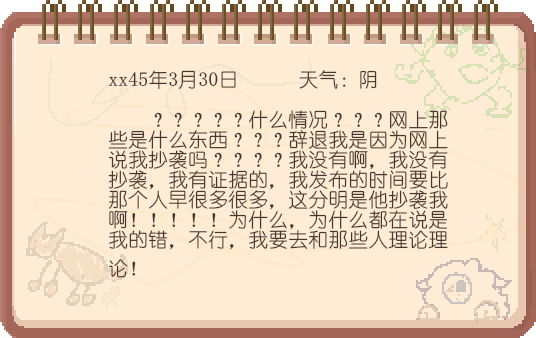 xx45年3月30日 天气：阴
？？？？？什么情况？？？网上那
些是什么东西？？？辞退我是因为网上
说我抄袭吗？？？？我没有啊，我没有
抄袭，我有证据的，我发布的时间要比
那个人早很多很多，这分明是他抄袭我
啊！！！！！为什么，为什么都在说是
我的错，不行，我要去和那些人理论理
论！